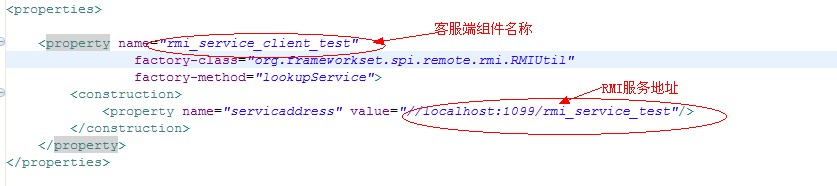 <properties>
客服端组件名称
<property name="rmi_service_client_test"
factory-class="org.frameworkset.spi.remote.rmi.RMIUtil"
factory-method="lookupService">
RMI服务地址
<construction>
<property name="servicaddress" value="//localhost:1099/rmi_service_test"/>
</construction>
</property>
</properties>